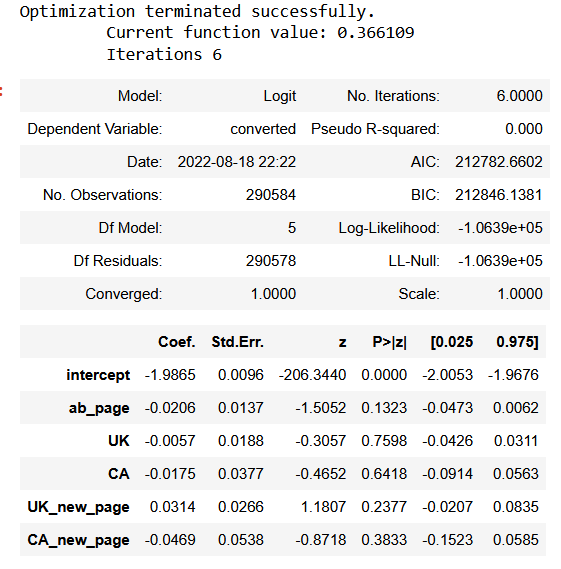 Optimization terminated successfully.
Current function value: 0.366109
Iterations 6
Model: Logit No. Iterations: 6.0000
Dependent Variable: converted Pseudo R-squared: 0.000
Date: 2022-08-18 22:22 AIC: 212782.6602
No. Observations: 290584 BIC: 212846.1381
Df Model: 5 Log-Likelihood: -1.0639e+05
Df Residuals: 290578 LL-Null: -1.0639e+05
Converged: 1.0000 Scale: 1.0000
Coef. Std.Err. z P>|z| [0.025 0.975]
intercept -1.9865 0.0096 -206.3440 0.0000 -2.0053 -1.9676
ab_page -0.0206 0.0137 -1.5052 0.1323 -0.0473 0.0062
UK -0.0057 0.0188 -0.3057 0.7598 -0.0426 0.0311
CA -0.0175 0.0377 -0.4652 0.6418 -0.0914 0.0563
UK_new_page 0.0314 0.0266 1.1807 0.2377 -0.0207 0.0835
CA_new_page -0.0469 0.0538 -0.8718 0.3833 -0.1523 0.0585